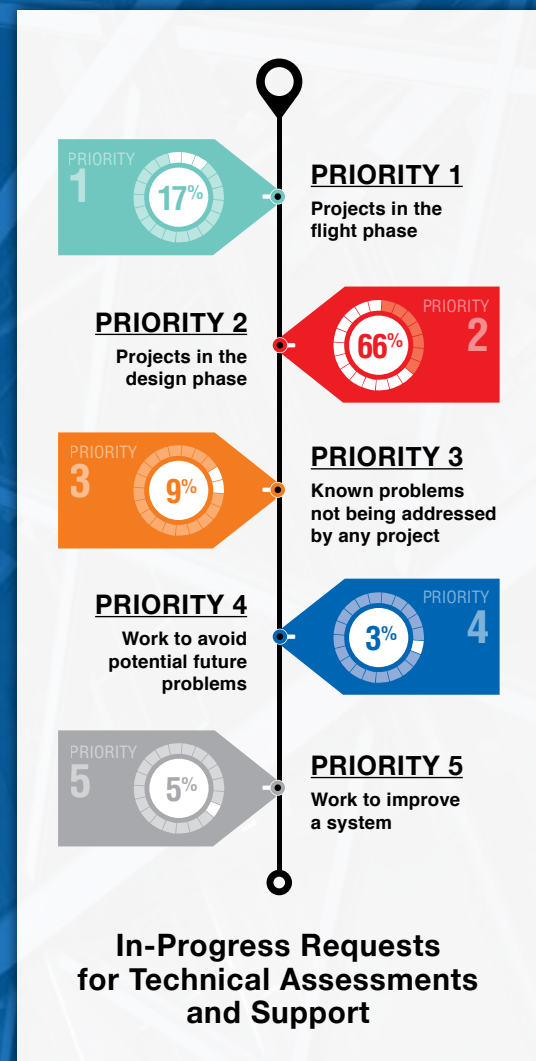 PRIORITY
1
17%
PRIORITY 1
Projects in the
flight phase
PRIORITY 2
Projects in the
design phase
66%
PRIORITY
2
PRIORITY
3
9%
PRIORITY 3
Known problems
not being addressed
by any project
PRIORITY 4
Work to avoid
potential future
problems
3%
PRIORITY
4
PRIORITY
5
5%
PRIORITY 5
Work to improve
a system
In-Progress Requests
for Technical Assessments
and Support